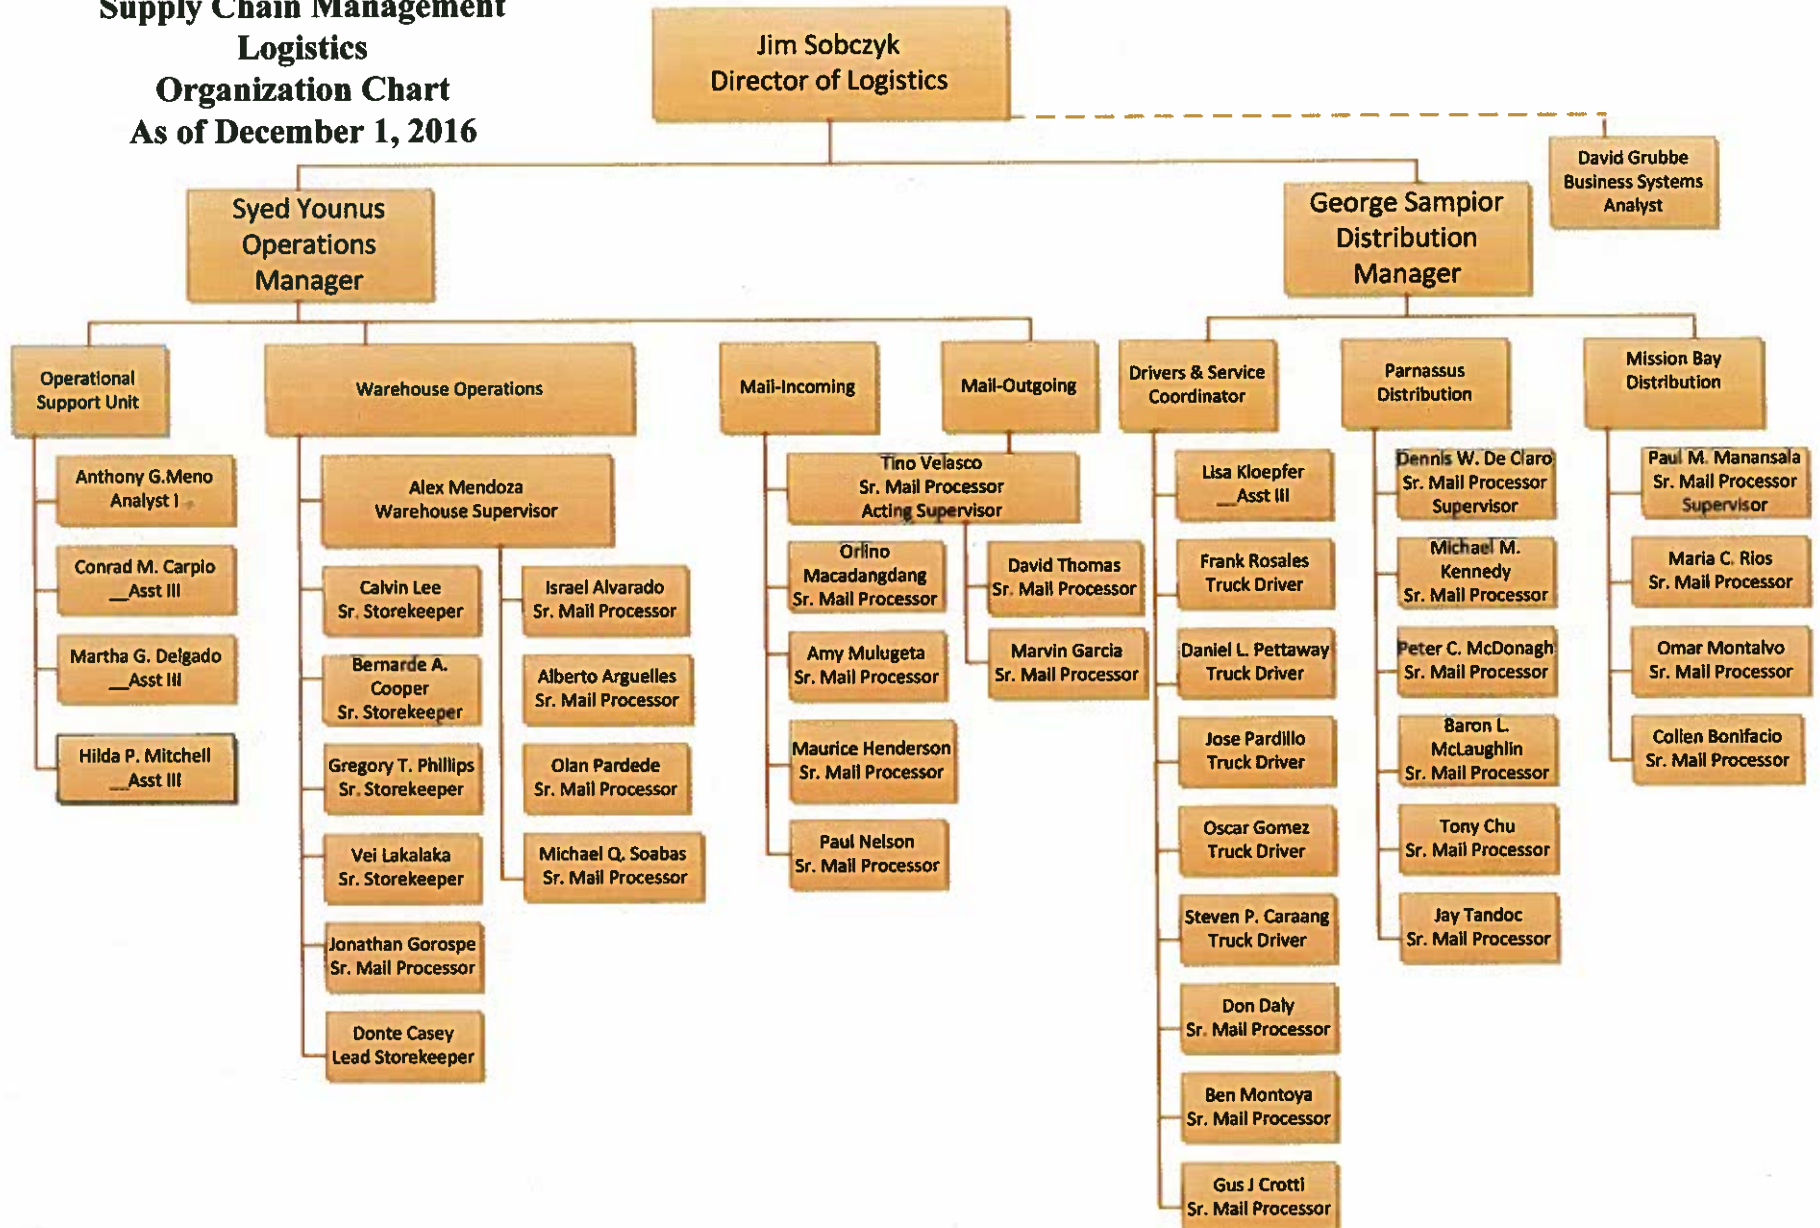 Supply Chain Management
Logistics
Organization Chart
As of December 1, 2016
Jim Sobczyk
Director of Logistics
David Grubbe
Business Systems
Analyst
Syed Younus
Operations
Manager
George Sampior
Distribution
Manager
Operational
Support Unit
Anthony G.Meno
Analyst I
Conrad M. Carpio
__Asst III
Martha G. Delgado
__Asst III
Hilda P. Mitchell
__Asst III
Warehouse Operations
Alex Mendoza
Warehouse Supervisor
Calvin Lee
Sr. Storekeeper
Bernarde A.
Cooper
Sr. Storekeeper
Gregory T. Phillips
Sr. Storekeeper
Vei Lakalaka
Sr. Storekeeper
Jonathan Gorospe
Sr. Mail Processor
Donte Casey
Lead Storekeeper
Israel Alvarado
Sr. Mail Processor
Alberto Arguelles
Sr. Mail Processor
Olan Pardede
Sr. Mail Processor
Michael Q. Soabas
Sr. Mail Processor
Mail-Incoming
Mail-Outgoing
Tino Velasco
Sr. Mail Processor
Acting Supervisor
Orlino
Macadangdang
Sr. Mail Processor
Amy Mulugeta
Sr. Mail Processor
Maurice Henderson
Sr. Mail Processor
Paul Nelson
Sr. Mail Processor
David Thomas
Sr. Mail Processor
Marvin Garcia
Sr. Mail Processor
Drivers & Service
Coordinator
Lisa Kloepfer
__Asst III
Frank Rosales
Truck Driver
Daniel L. Pettaway
Truck Driver
Jose Pardillo
Truck Driver
Oscar Gomez
Truck Driver
Steven P. Caraang
Truck Driver
Don Daly
Sr. Mail Processor
Ben Montoya
Sr. Mail Processor
Gus J Crotti
Sr. Mail Processor
Parnassus
Distribution
Dennis W. De Claro
Sr. Mail Processor
Supervisor
Michael M.
Kennedy
Sr. Mail Processor
Peter C. McDonagh
Sr. Mail Processor
Baron L.
McLaughlin
Sr. Mail Processor
Tony Chu
Sr. Mail Processor
Jay Tandoc
Sr. Mail Processor
Mission Bay
Distribution
Paul M. Manansala
Sr. Mail Processor
Supervisor
Maria C. Rios
Sr. Mail Processor
Omar Montalvo
Sr. Mail Processor
Collen Bonifacio
Sr. Mail Processor